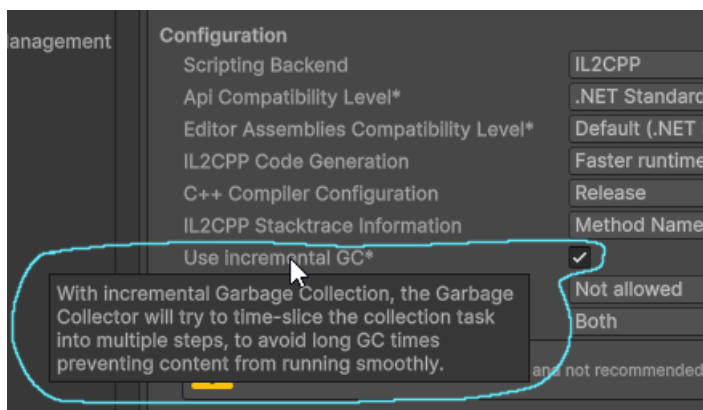 anagement
Configuration
Scripting Backend IL2CPP
Api Compatibility Level* .NET Standard
Editor Assemblies Compatibility Level* Default (.NET
IL2CPP Code Generation Faster runtime
C++ Compiler Configuration Release
IL2CPP Stacktrace Information Method Name
Use incremental GC*
With incremental Garbage Collection, the Garbage
Collector will try to time-slice the collection task
into multiple steps, to avoid long GC times
preventing content from running smoothly.
Not allowed
Both
and not recommended